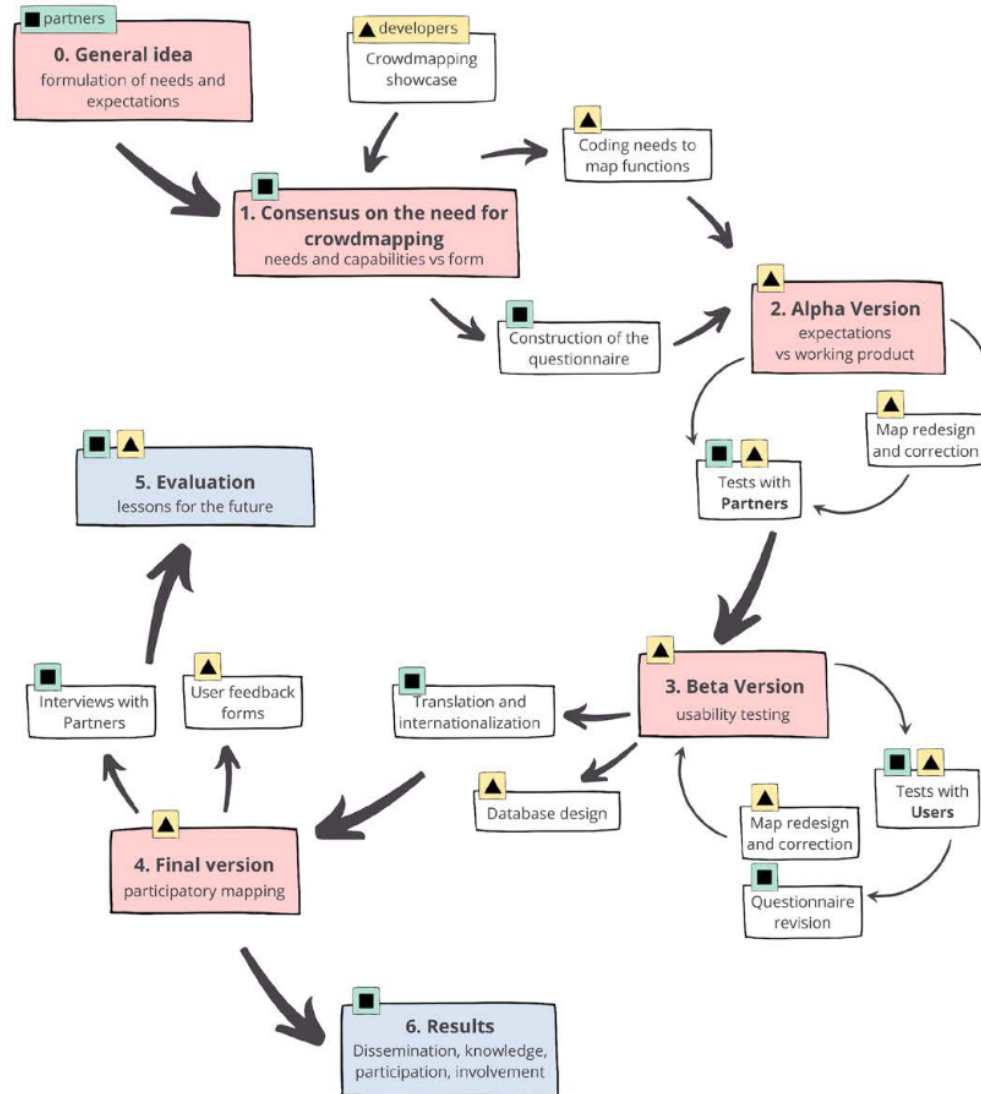 partners
0. General idea
formulation of needs and
expectations
developers
Crowdmapping
showcase
Coding needs to
map functions
1. Consensus on the need for
crowdmapping
needs and capabilities vs form
2. Alpha Version
expectations
vs working product
Construction of the
questionnaire
Map redesign
and correction
Tests with
Partners
5. Evaluation
lessons for the future
3. Beta Version
usability testing
Interviews with
Partners
User feedback
forms
Translation and
internationalization
Database design
Tests with
Users
Map redesign
and correction
Questionnaire
revision
4. Final version
participatory mapping
6. Results
Dissemination, knowledge,
participation, involvement